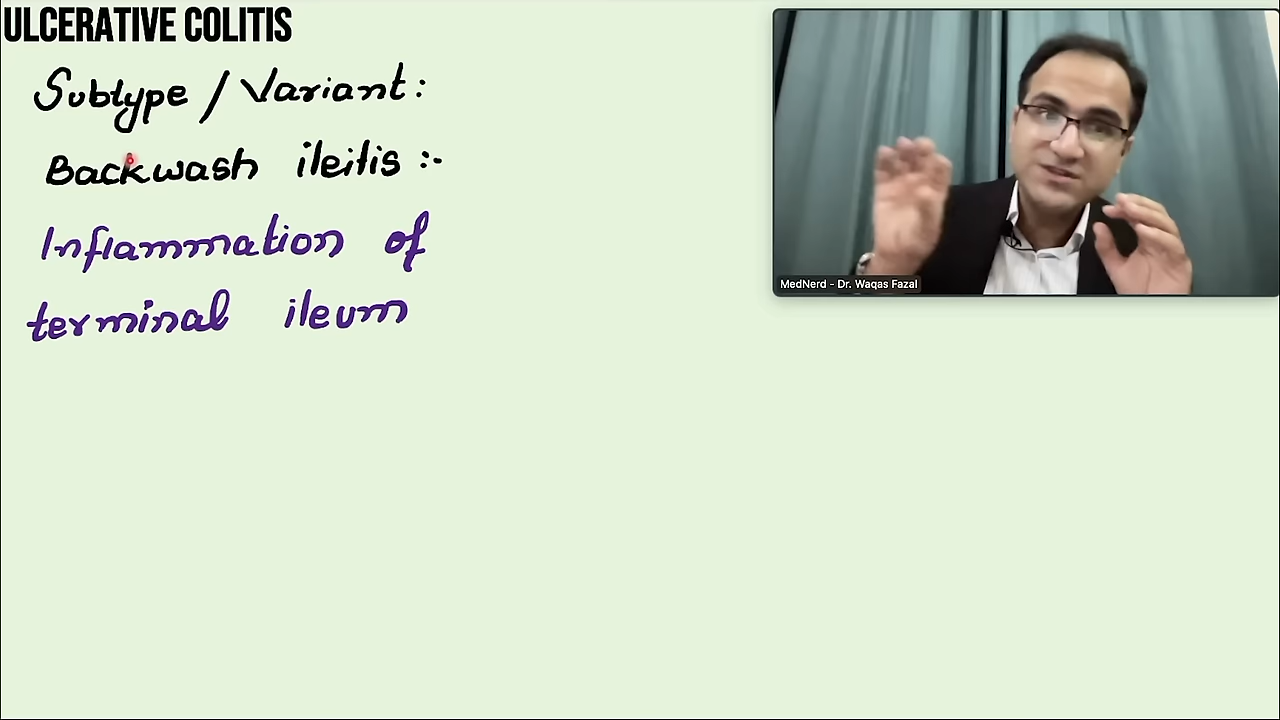 ULCERATIVE COLITIS
Subtype / Variant:
Backwash ileitis :-
Inflammation of
terminal ileum
MedNerd - Dr. Waqas Fazal